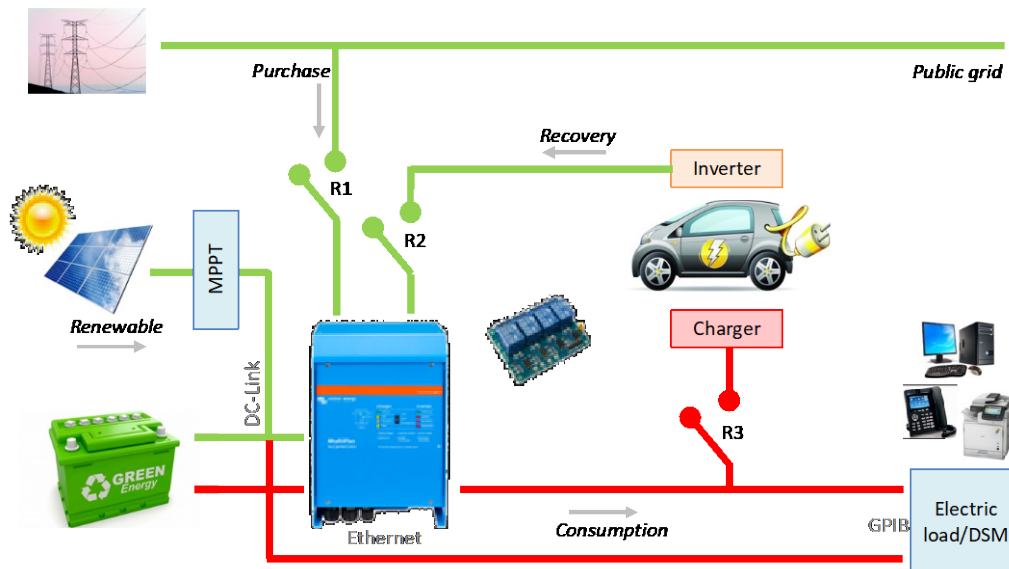 Purchase
Public grid
Recovery
Inverter
R1
R2
MPPT
Renewable
Charger
DC-Link
R3
GREEN
Energy
MultiPlus
Electric
load/DSM
GPIB
Consumption
Ethernet